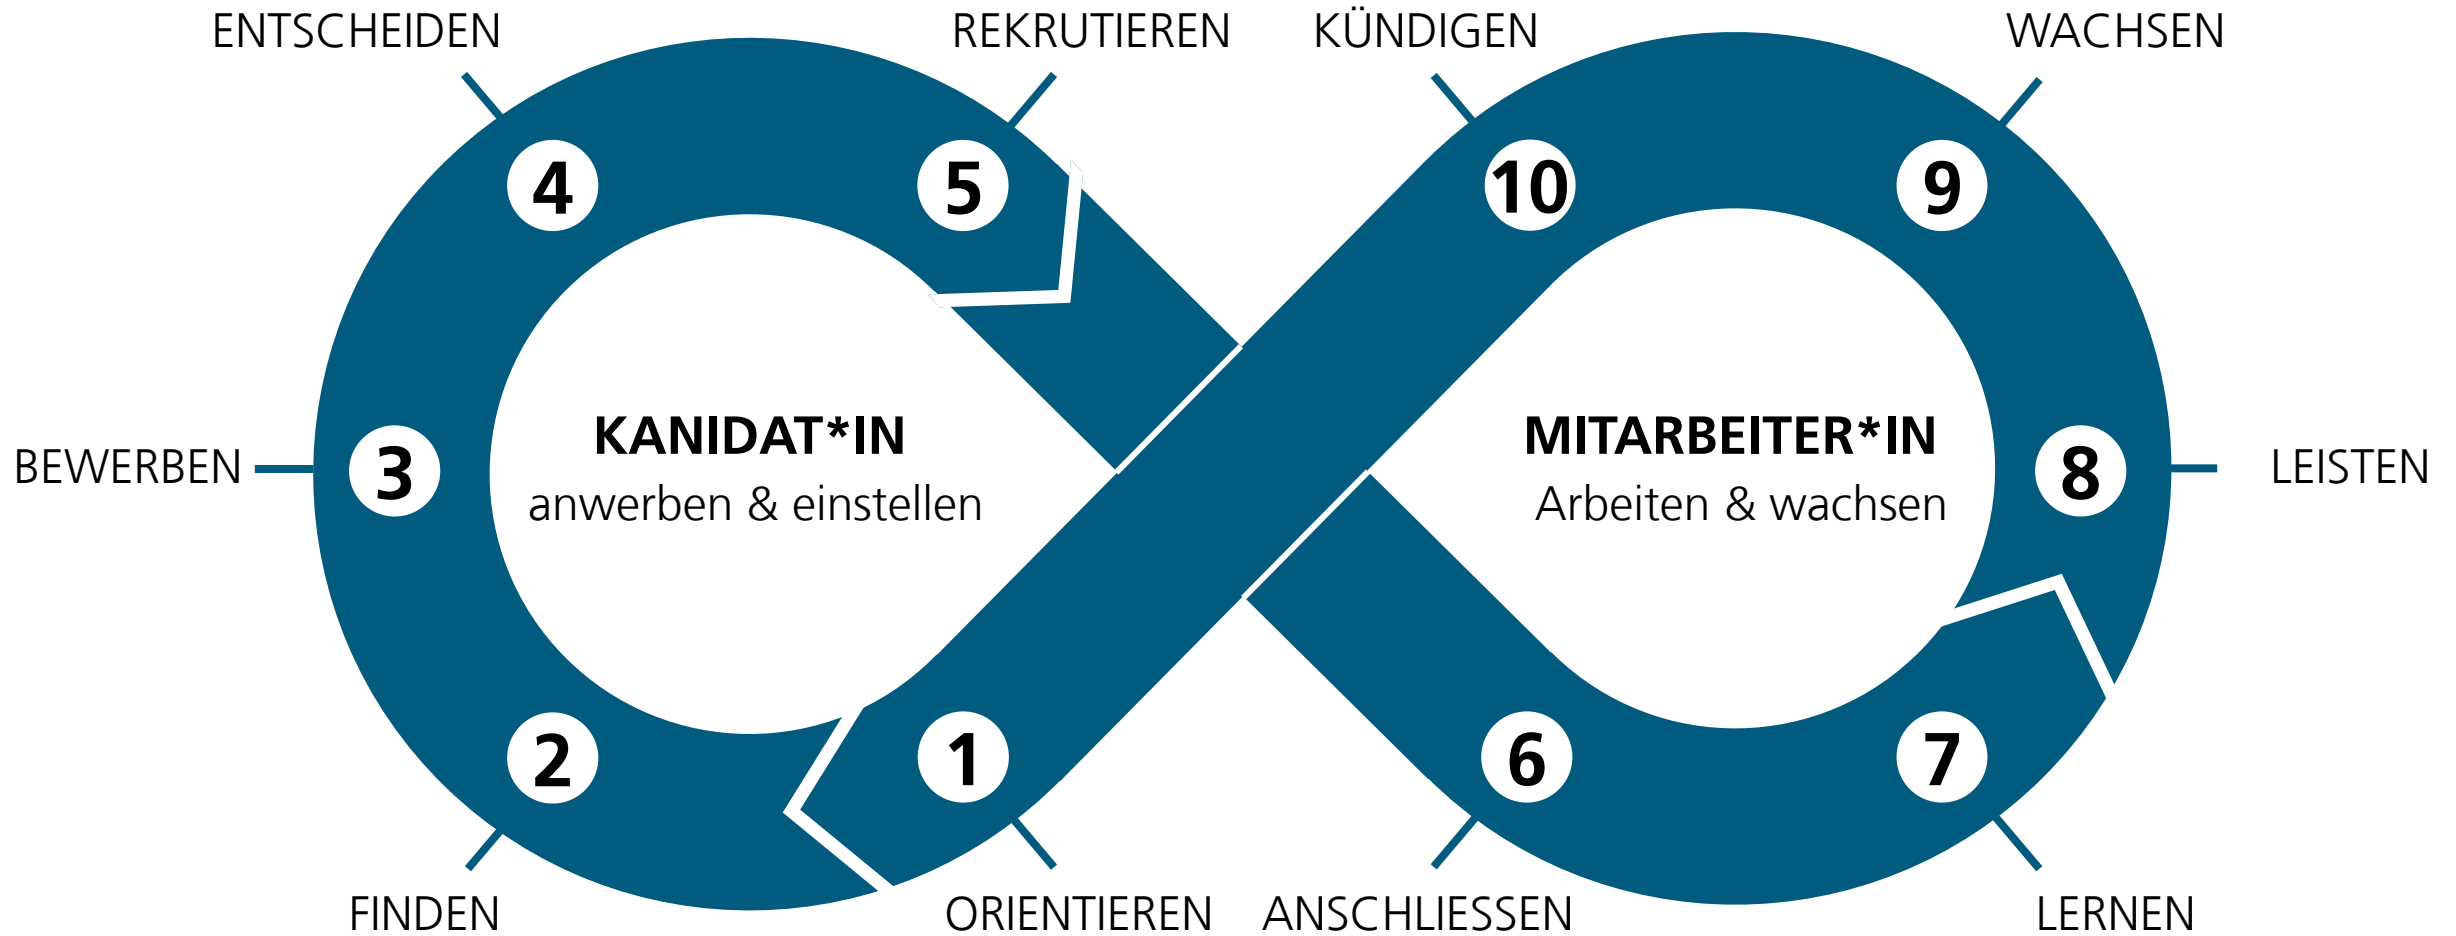 ENTSCHEIDEN
REKRUTIEREN
KÜNDIGEN
WACHSEN
4
5
10
9
BEWERBEN
3
KANIDAT*IN
anwerben & einstellen
MITARBEITER*IN
Arbeiten & wachsen
8
LEISTEN
2
1
6
7
FINDEN
ORIENTIEREN
ANSCHLIESSEN
LERNEN